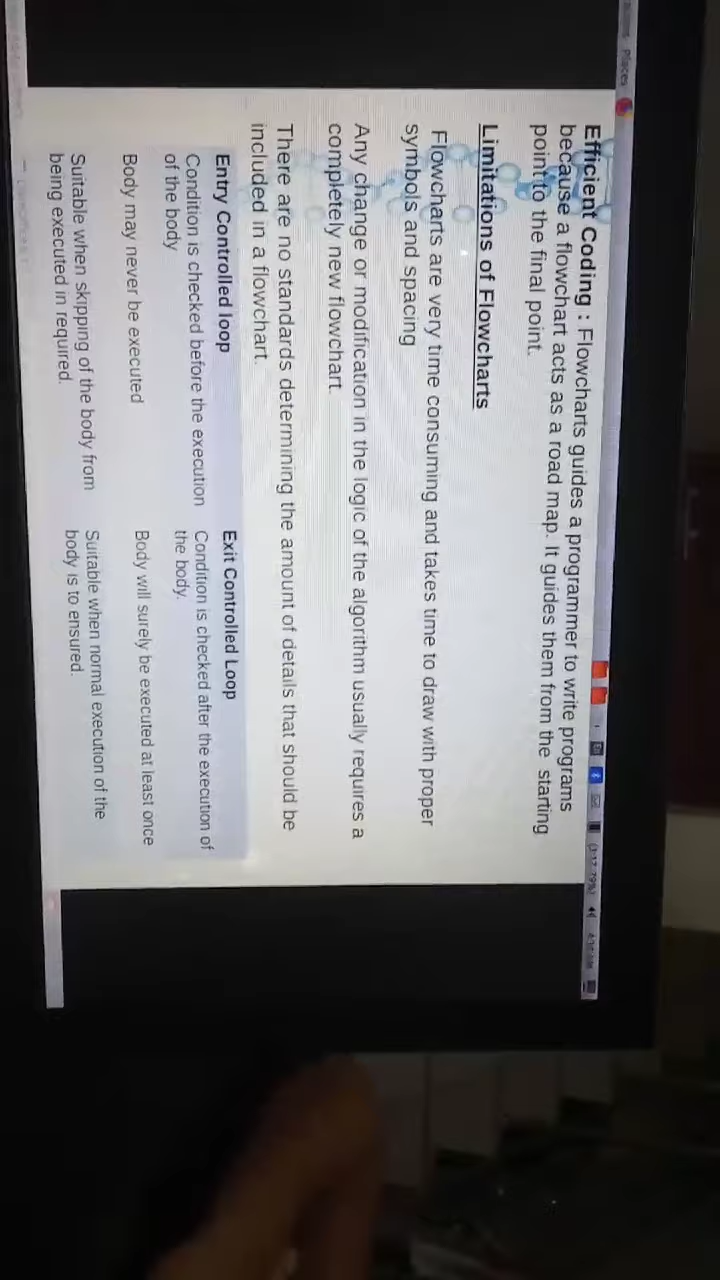 Places
(3:17, 79%)
Efficient Coding : Flowcharts guides a programmer to write programs
because a flowchart acts as a road map. It guides them from the starting
point to the final point.
Limitations of Flowcharts
Flowcharts are very time consuming and takes time to draw with proper
symbols and spacing
Any change or modification in the logic of the algorithm usually requires a
completely new flowchart.
There are no standards determining the amount of details that should be
included in a flowchart.
Entry Controlled loop
Condition is checked before the execution
of the body
Body may never be executed
Suitable when skipping of the body from
being executed in required.
Exit Controlled Loop
Condition is checked after the execution of
the body.
Body will surely be executed at least once
Suitable when normal execution of the
body is to ensured.